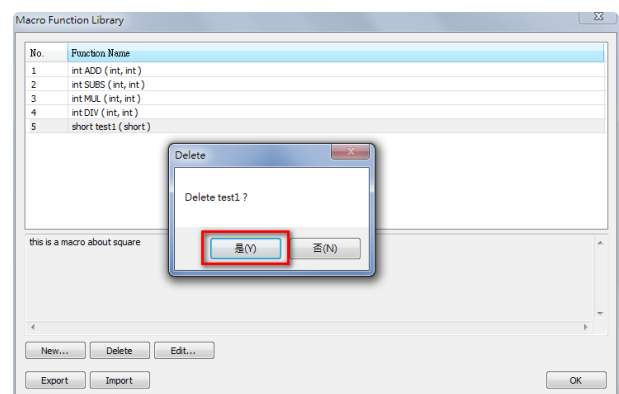 Macro Function Library
No. Function Name
1 int ADD ( int, int )
2 int SUBS ( int, int )
3 int MUL ( int, int )
4 int DIV ( int, int )
5 short test1 ( short )
Delete
Delete test1 ?
是(Y) 否(N)
this is a macro about square
New... Delete Edit...
Export Import OK